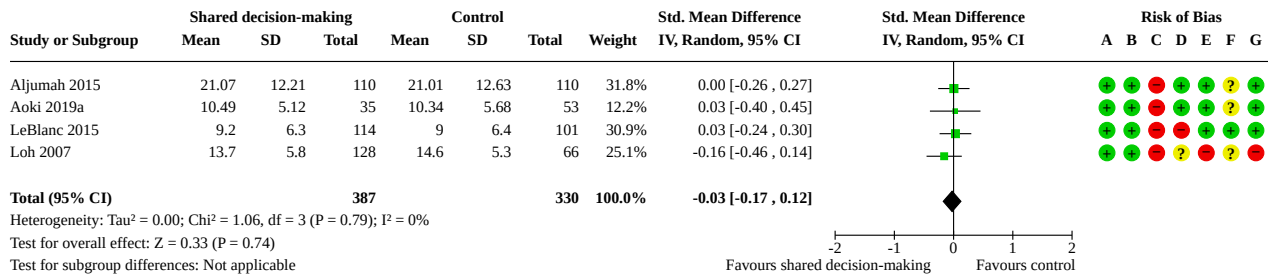 Shared decision-making Control Std. Mean Difference Std. Mean Difference Risk of Bias
Study or Subgroup Mean SD Total Mean SD Total Weight IV, Random, 95% CI IV, Random, 95% CI A B C D E F G
Aljumah 2015 21.07 12.21 110 21.01 12.63 110 31.8% 0.00 [-0.26 , 0.27] + + − + + ? +
Aoki 2019a 10.49 5.12 35 10.34 5.68 53 12.2% 0.03 [-0.40 , 0.45] + + − + + ? +
LeBlanc 2015 9.2 6.3 114 9 6.4 101 30.9% 0.03 [-0.24 , 0.30] + + − − + + +
Loh 2007 13.7 5.8 128 14.6 5.3 66 25.1% -0.16 [-0.46 , 0.14] + + − ? − ? −
Total (95% CI) 387 330 100.0% -0.03 [-0.17 , 0.12]
Heterogeneity: Tau² = 0.00; Chi² = 1.06, df = 3 (P = 0.79); I² = 0%
Test for overall effect: Z = 0.33 (P = 0.74)
-2 -1 0 1 2
Test for subgroup differences: Not applicable
Favours shared decision-making Favours control